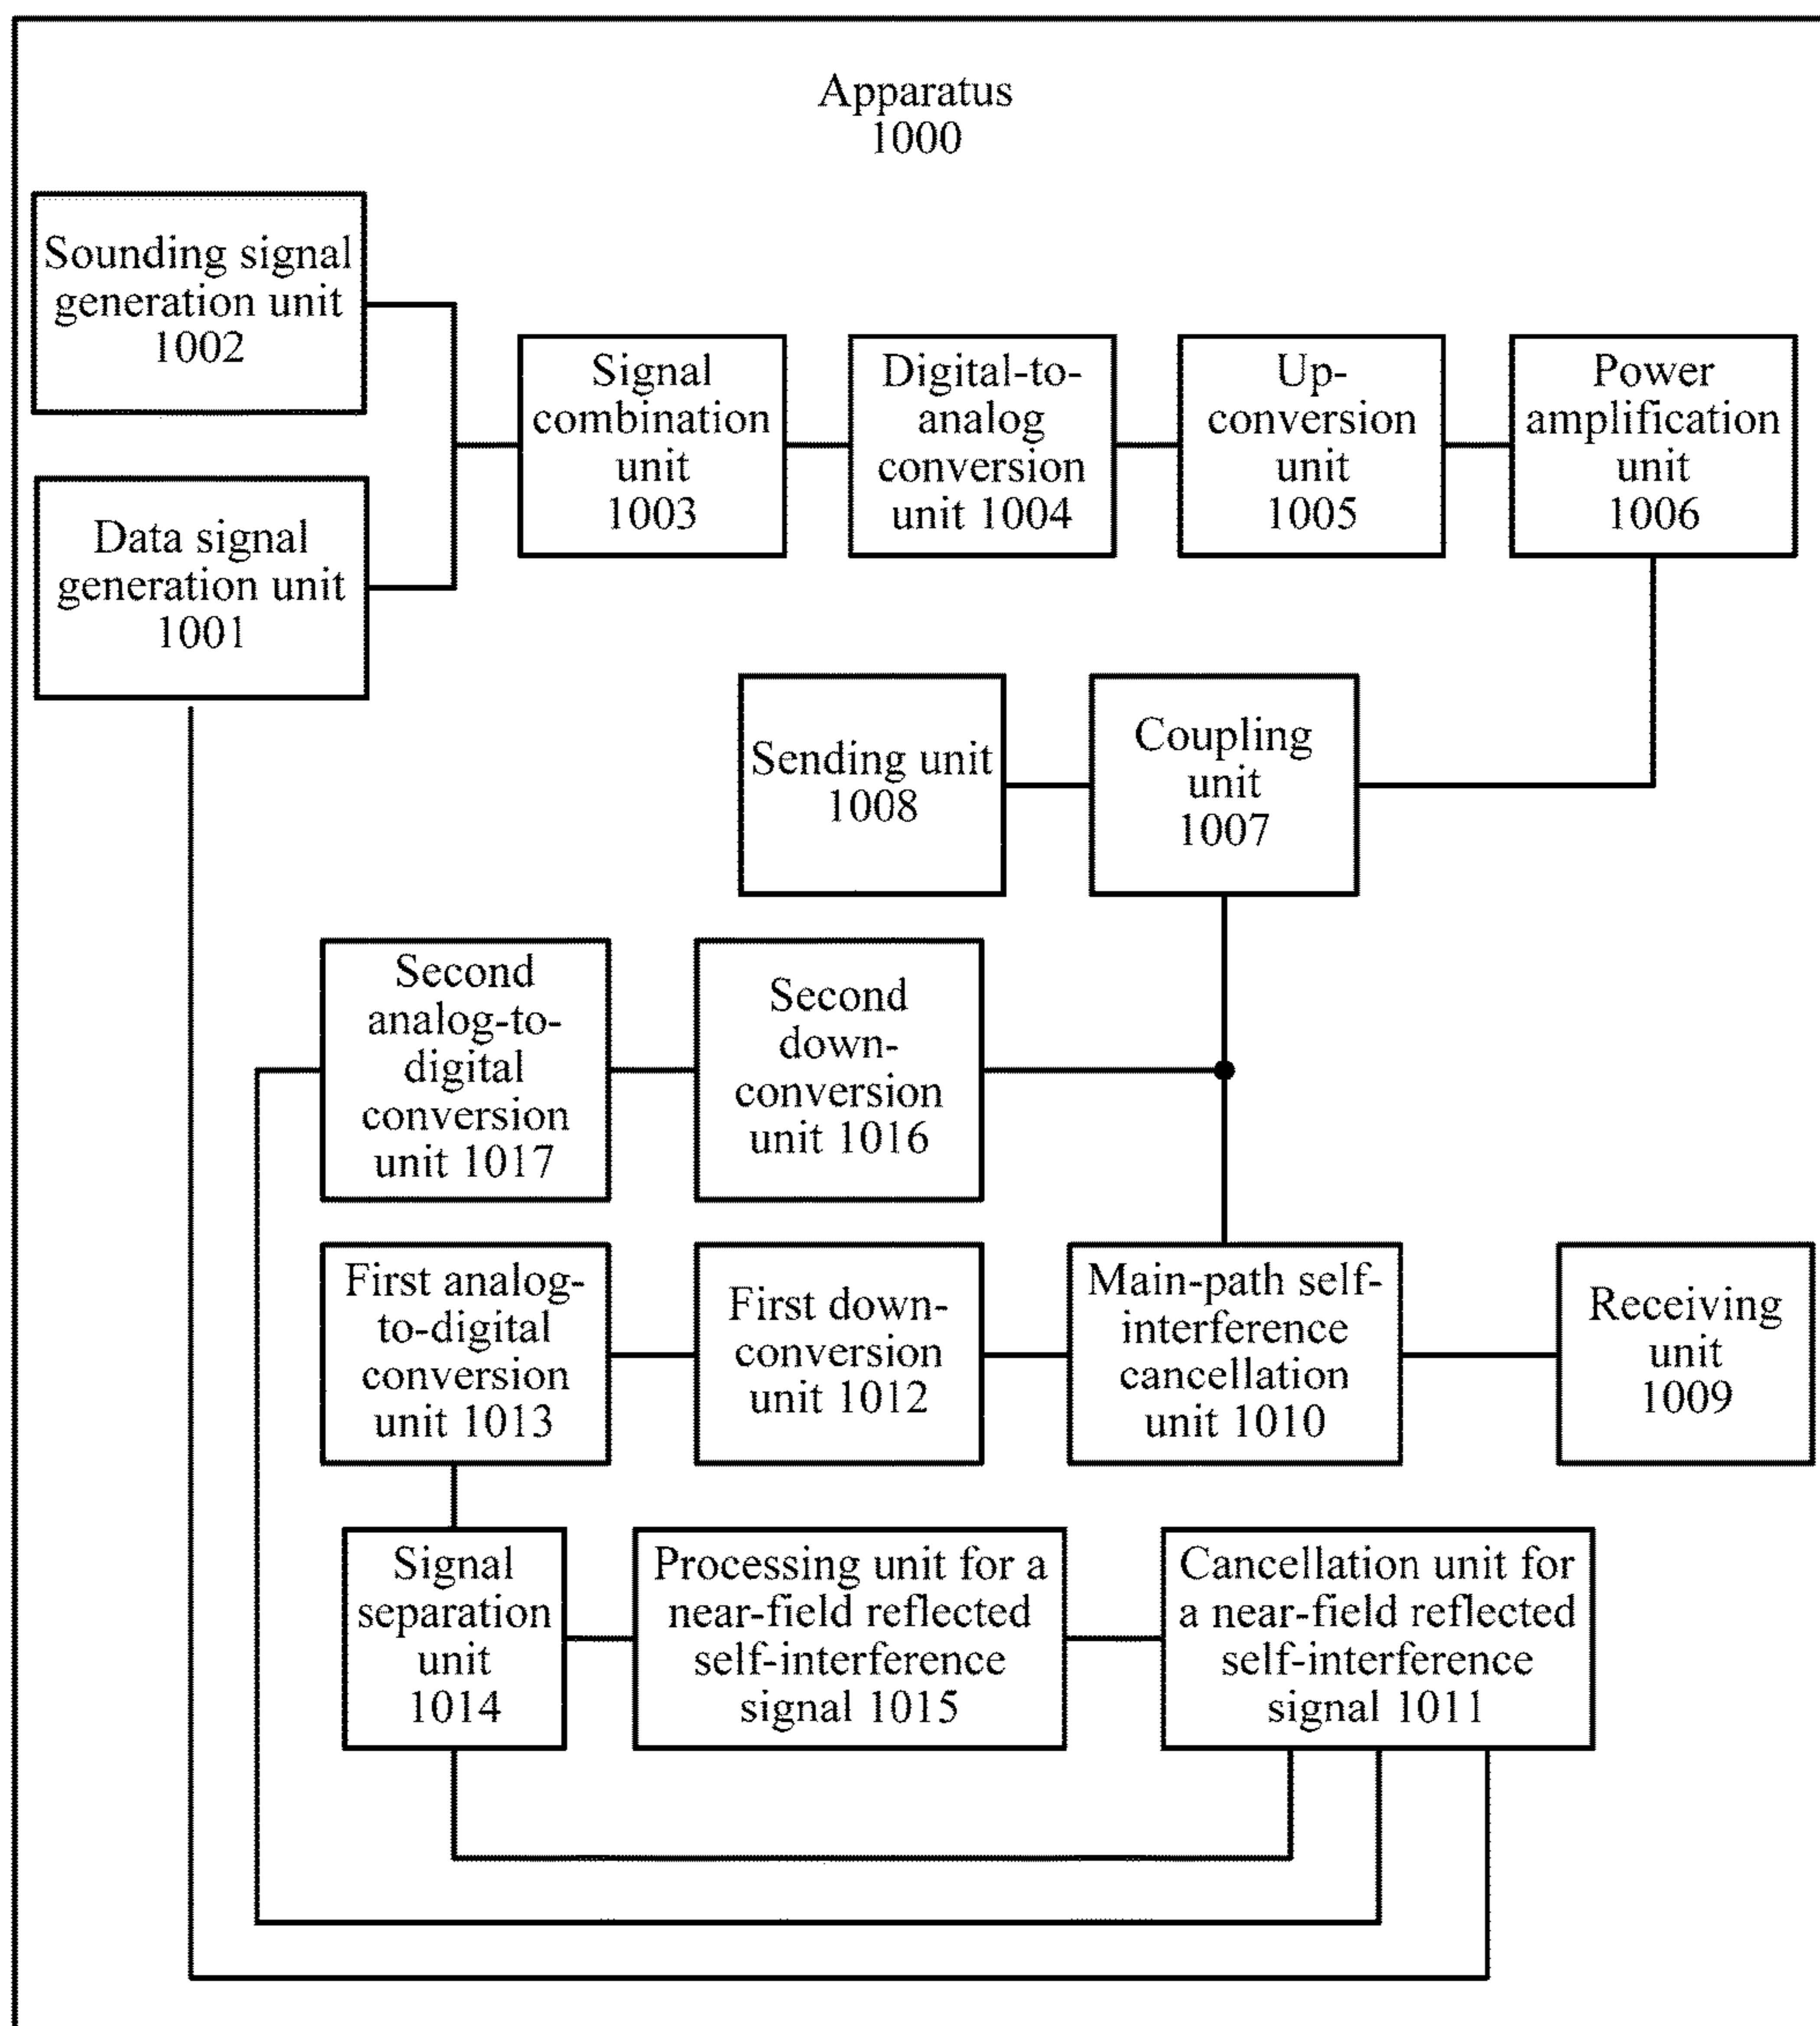 Apparatus
1000
Sounding signal
generation unit
1002
Signal
combination
unit
1003
Digital-to-
analog
conversion
unit 1004
Up-
conversion
unit
1005
Power
amplification
unit
1006
Data signal
generation unit
1001
Sending unit
1008
Coupling
unit
1007
Second
analog-to-
digital
conversion
unit 1017
Second
down-
conversion
unit 1016
First analog-
to-digital
conversion
unit 1013
First down-
conversion
unit 1012
Main-path self-
interference
cancellation
unit 1010
Receiving
unit
1009
Signal
separation
unit
1014
Processing unit for a
near-field reflected
self-interference
signal 1015
Cancellation unit for
a near-field reflected
self-interference
signal 1011